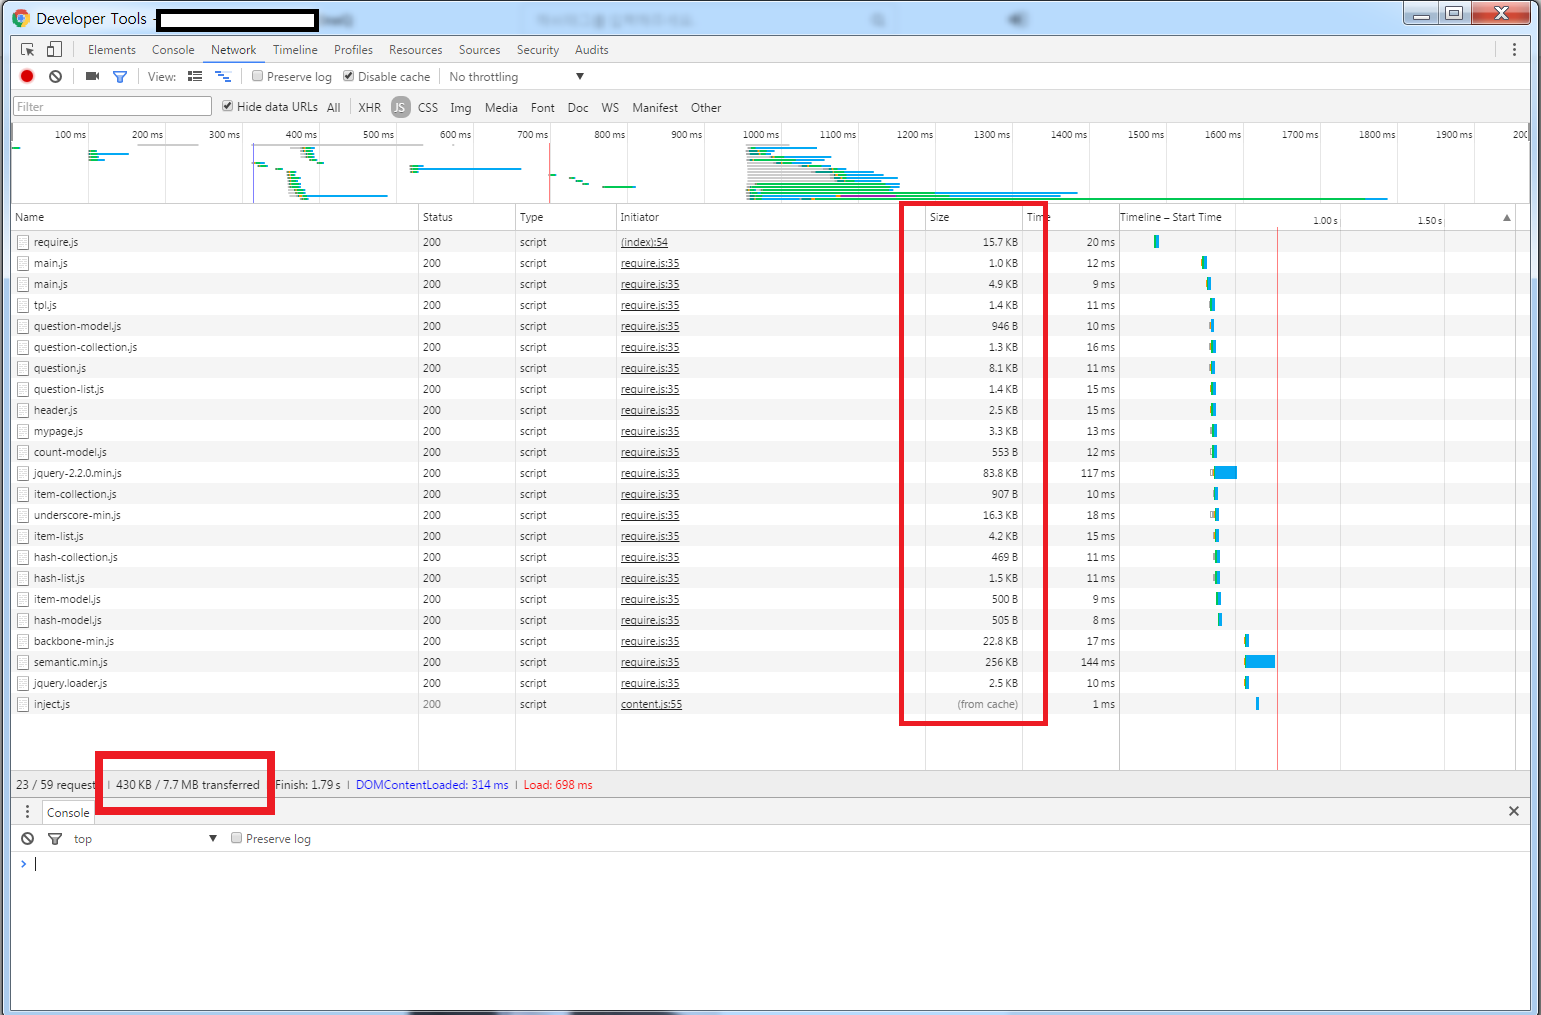 Developer Tools -
Elements Console Network Timeline Profiles Resources Sources Security Audits
View: Preserve log Disable cache No throttling
Filter Hide data URLs All XHR JS CSS Img Media Font Doc WS Manifest Other
100 ms 200 ms 300 ms 400 ms 500 ms 600 ms 700 ms 800 ms 900 ms 1000 ms 1100 ms 1200 ms 1300 ms 1400 ms 1500 ms 1600 ms 1700 ms 1800 ms 1900 ms 200
Name Status Type Initiator Size Time Timeline – Start Time 1.00 s 1.50 s
require.js 200 script (index):54 15.7 KB 20 ms
main.js 200 script require.js:35 1.0 KB 12 ms
main.js 200 script require.js:35 4.9 KB 9 ms
tpl.js 200 script require.js:35 1.4 KB 11 ms
question-model.js 200 script require.js:35 946 B 10 ms
question-collection.js 200 script require.js:35 1.3 KB 16 ms
question.js 200 script require.js:35 8.1 KB 11 ms
question-list.js 200 script require.js:35 1.4 KB 15 ms
header.js 200 script require.js:35 2.5 KB 15 ms
mypage.js 200 script require.js:35 3.3 KB 13 ms
count-model.js 200 script require.js:35 553 B 12 ms
jquery-2.2.0.min.js 200 script require.js:35 83.8 KB 117 ms
item-collection.js 200 script require.js:35 907 B 10 ms
underscore-min.js 200 script require.js:35 16.3 KB 18 ms
item-list.js 200 script require.js:35 4.2 KB 15 ms
hash-collection.js 200 script require.js:35 469 B 11 ms
hash-list.js 200 script require.js:35 1.5 KB 11 ms
item-model.js 200 script require.js:35 500 B 9 ms
hash-model.js 200 script require.js:35 505 B 8 ms
backbone-min.js 200 script require.js:35 22.8 KB 17 ms
semantic.min.js 200 script require.js:35 256 KB 144 ms
jquery.loader.js 200 script require.js:35 2.5 KB 10 ms
inject.js 200 script content.js:55 (from cache) 1 ms
23 / 59 request | 430 KB / 7.7 MB transferred Finish: 1.79 s | DOMContentLoaded: 314 ms | Load: 698 ms
Console
top Preserve log